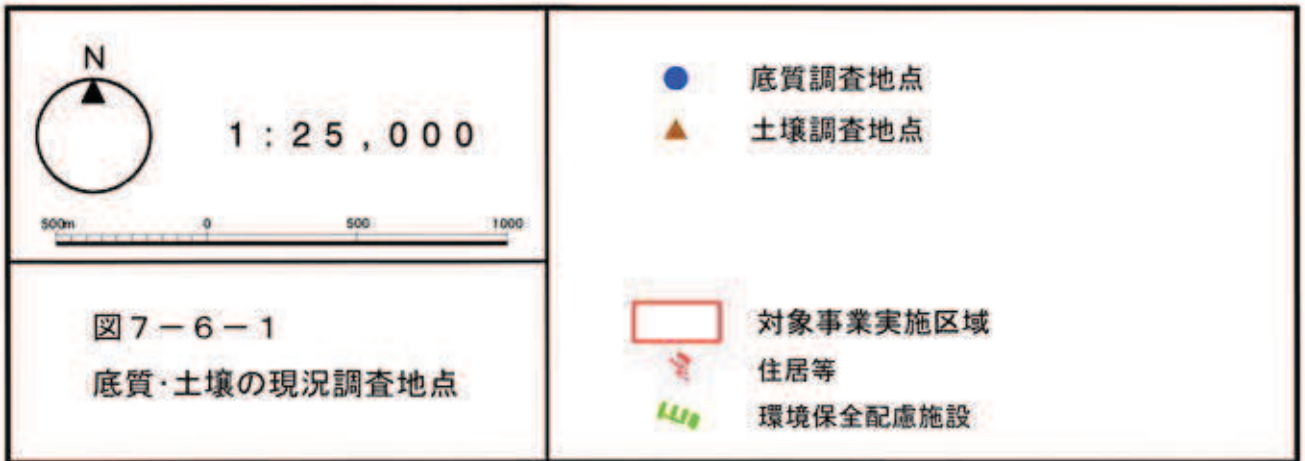 N
1:25,000
500m 0 500 1000
図7-6-1
底質・土壌の現況調査地点
底質調査地点
土壌調査地点
対象事業実施区域
住居等
環境保全配慮施設